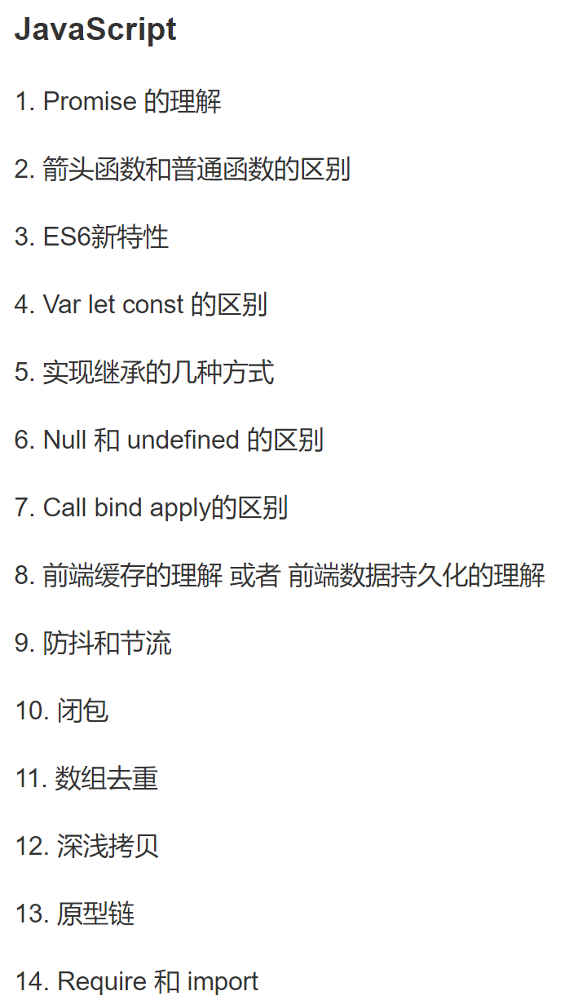 JavaScript
1. Promise 的理解
2. 箭头函数和普通函数的区别
3. ES6新特性
4. Var let const 的区别
5. 实现继承的几种方式
6. Null 和 undefined 的区别
7. Call bind apply的区别
8. 前端缓存的理解 或者 前端数据持久化的理解
9. 防抖和节流
10. 闭包
11. 数组去重
12. 深浅拷贝
13. 原型链
14. Require 和 import